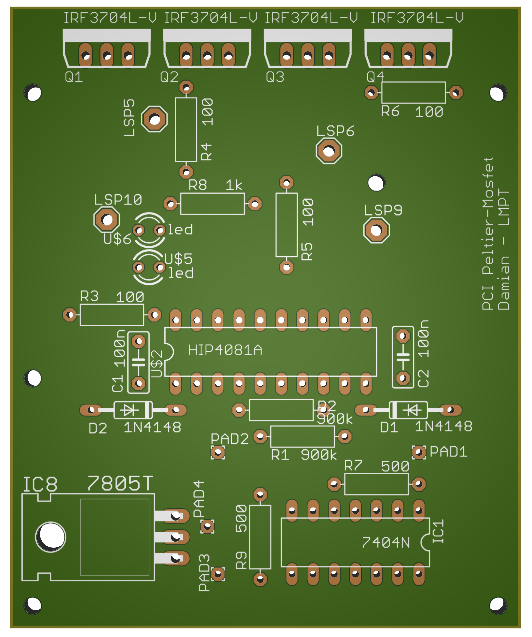 IRF3704L-V IRF3704L-V IRF3704L-V IRF3704L-V
Q1 Q2 Q3 Q4
R6 100
LSP5
100
R4
LSP6
R8 1k
LSP10
100
R5
LSP9
U$6 led
U$5
led
PCI Peltier-Mosfet
Damian - LMPT
R3 100
C1 100n
U$2
HIP4081A
C2 100n
D2 1N4148
R2
900k
D1 1N4148
PAD2
R1 900k
PAD1
R7 500
IC8 7805T
PAD4
500
R9
7404N
IC1
PAD3